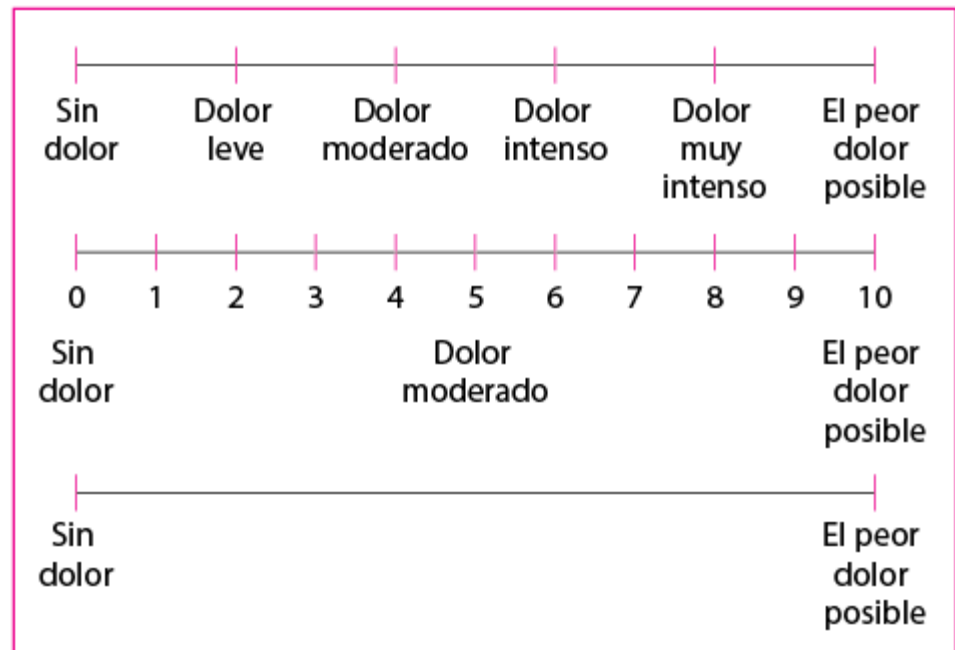 Sin Dolor Dolor Dolor Dolor El peor
dolor leve moderado intenso muy dolor
intenso posible
0 1 2 3 4 5 6 7 8 9 10
Sin Dolor El peor
dolor moderado dolor
posible
Sin El peor
dolor dolor
posible